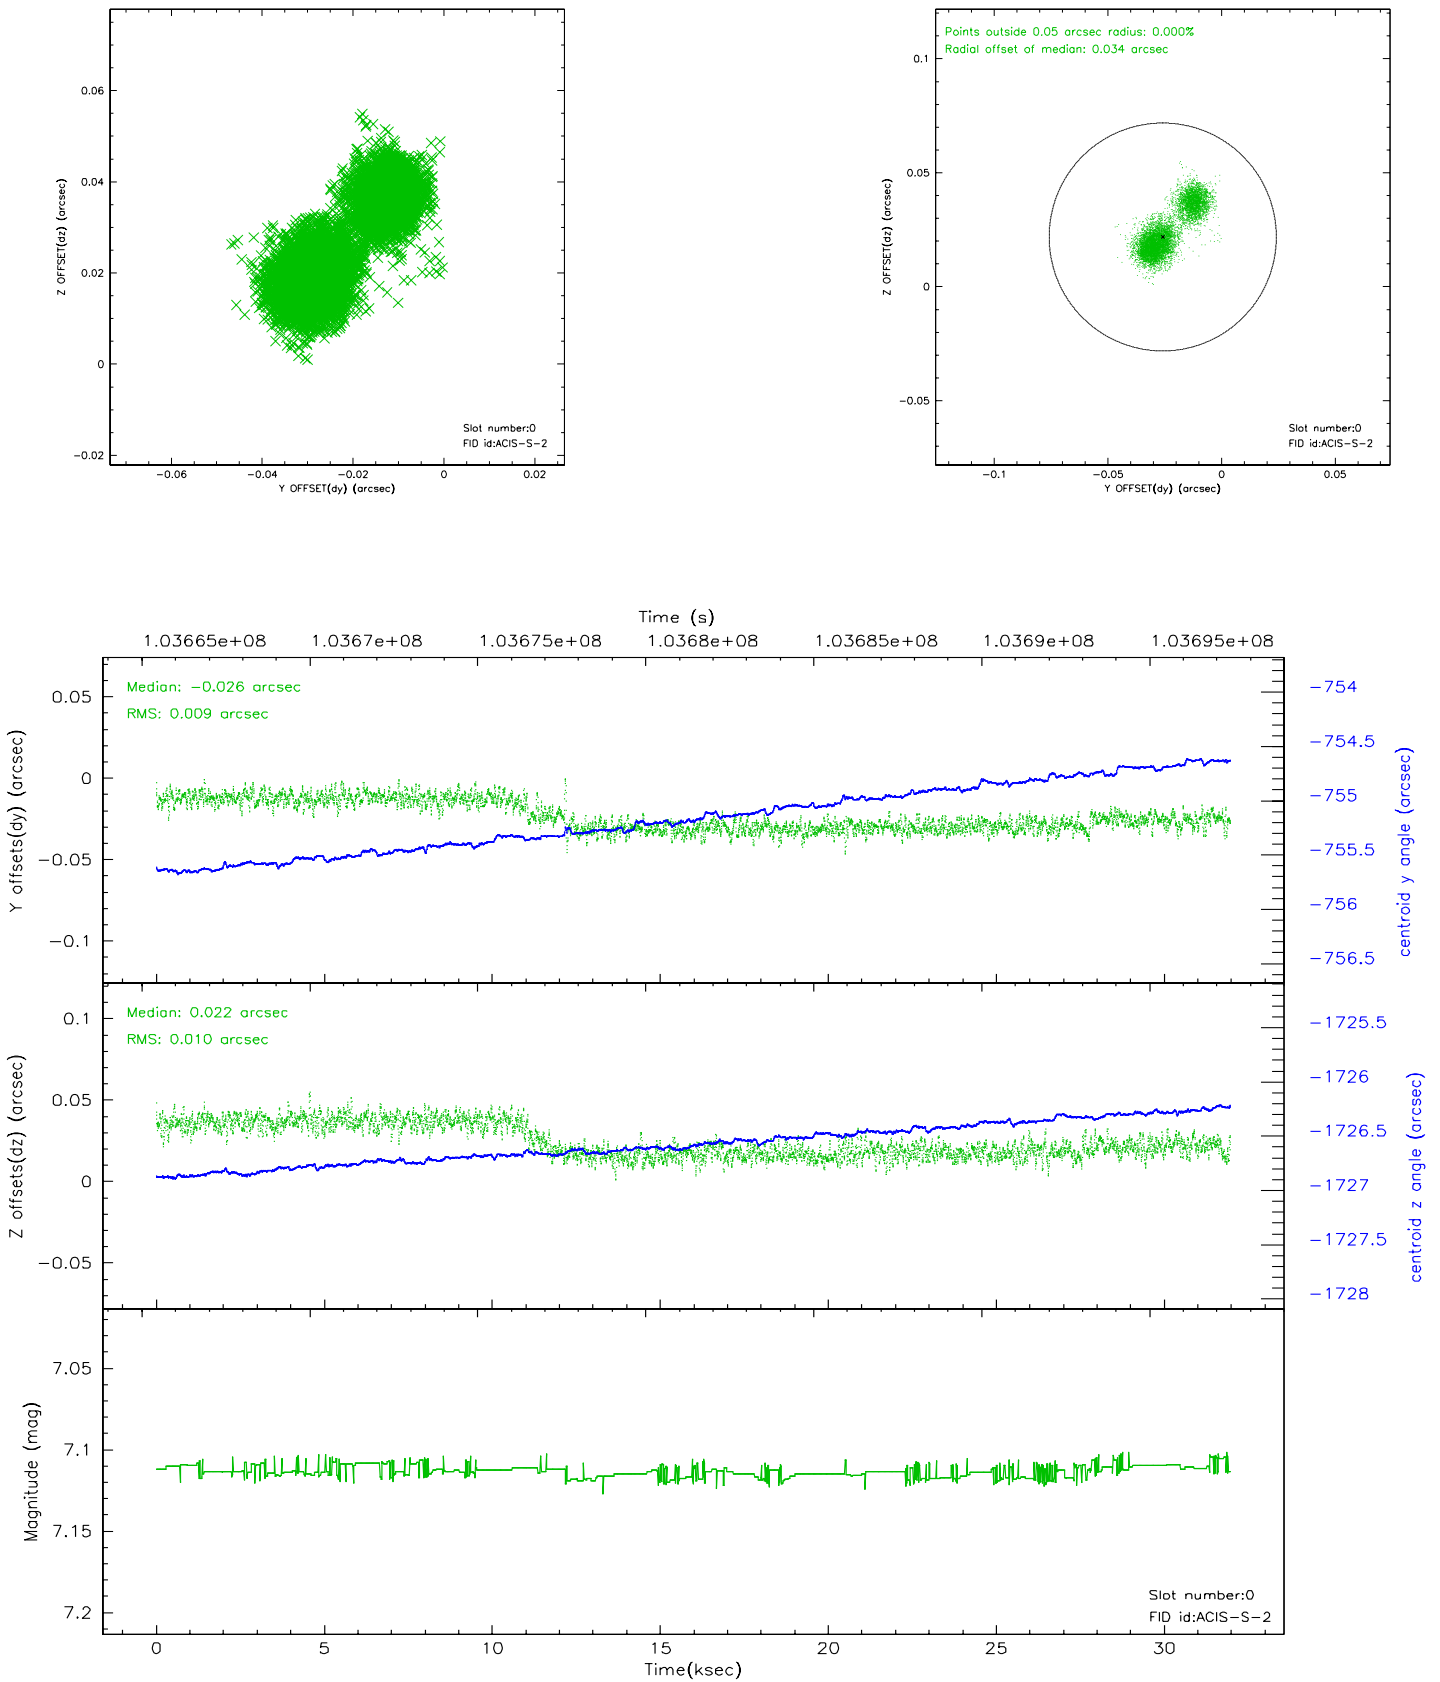 0.06
0.04
0.02
0
−0.02
Z OFFSET(dz) (arcsec)
Slot number:0
FID id:ACIS−S−2
−0.06
−0.04
−0.02
0
0.02
Y OFFSET(dy) (arcsec)
Points outside 0.05 arcsec radius: 0.000%
Radial offset of median: 0.034 arcsec
0.1
0.05
0
−0.05
Z OFFSET(dz) (arcsec)
Slot number:0
FID id:ACIS−S−2
−0.1
−0.05
0
0.05
Y OFFSET(dy) (arcsec)
Time (s)
1.03665e+08
1.0367e+08
1.03675e+08
1.0368e+08
1.03685e+08
1.0369e+08
1.03695e+08
Median: −0.026 arcsec
RMS: 0.009 arcsec
0.05
0
−0.05
−0.1
Y offsets(dy) (arcsec)
−754
−754.5
−755
−755.5
−756
−756.5
centroid y angle (arcsec)
Median: 0.022 arcsec
RMS: 0.010 arcsec
0.1
0.05
0
−0.05
Z offsets(dz) (arcsec)
−1725.5
−1726
−1726.5
−1727
−1727.5
−1728
centroid z angle (arcsec)
7.05
7.1
7.15
7.2
Magnitude (mag)
Slot number:0
FID id:ACIS−S−2
0
5
10
15
20
25
30
Time(ksec)